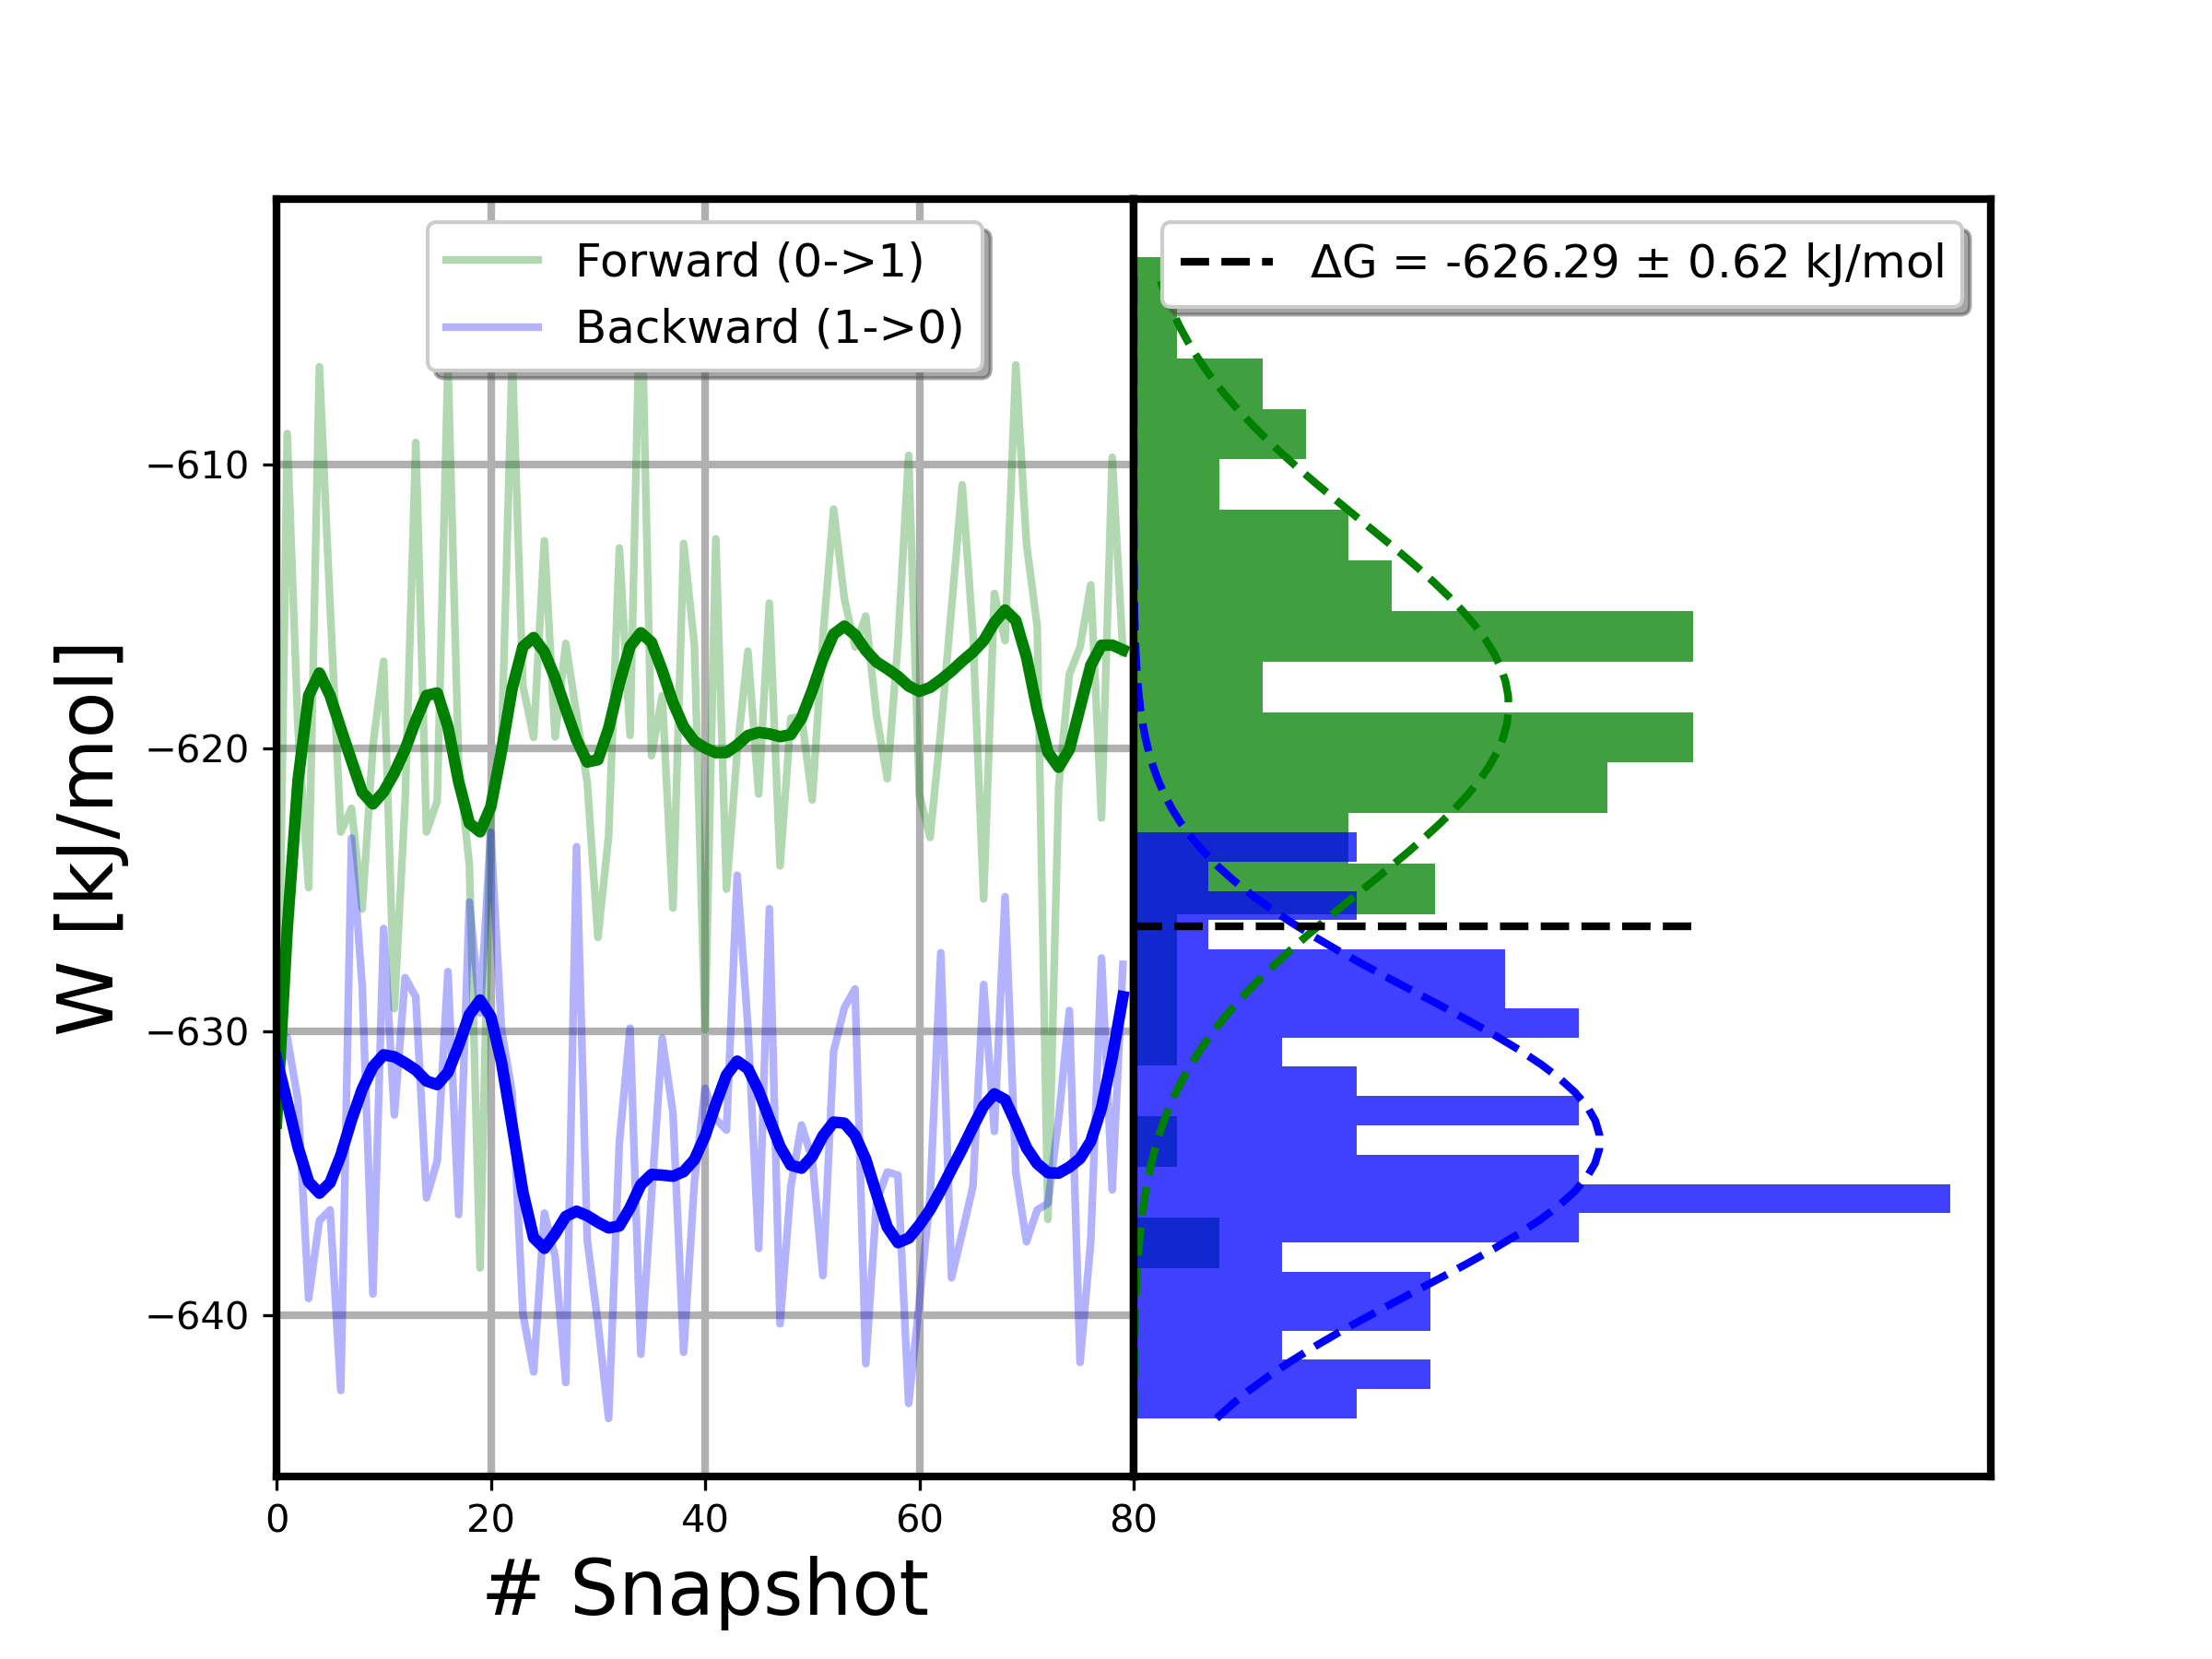 Forward (0->1)
Backward (1->0)
ΔG = -626.29 ± 0.62 kJ/mol
−610
−620
−630
−640
W [kJ/mol]
0 20 40 60 80
# Snapshot